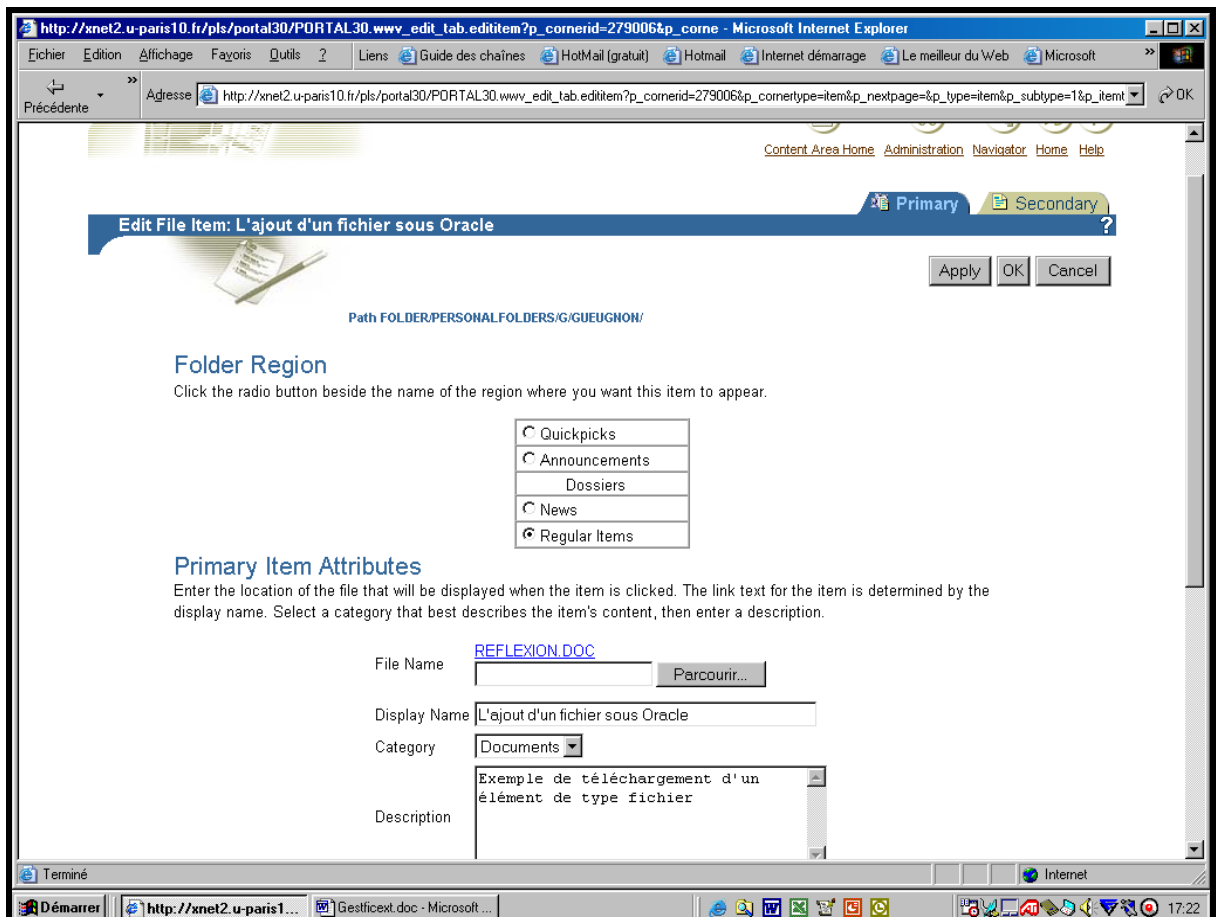 http://xnet2.u-paris10.fr/pls/portal30/PORTAL30.wwv_edit_tab.edititem?p_cornerid=279006&p_corne - Microsoft Internet Explorer
Fichier Edition Affichage Favoris Outils ? Liens Guide des chaînes HotMail (gratuit) Hotmail Internet démarrage Le meilleur du Web Microsoft »
Précédente » Adresse http://xnet2.u-paris10.fr/pls/portal30/PORTAL30.wwv_edit_tab.edititem?p_cornerid=279006&p_cornertype=item&p_nextpage=&p_type=item&p_subtype=1&p_itemt OK
Content Area Home Administration Navigator Home Help
Primary Secondary
Edit File Item: L'ajout d'un fichier sous Oracle ?
Apply OK Cancel
Path FOLDER/PERSONALFOLDERS/G/GUEUGNON/
Folder Region
Click the radio button beside the name of the region where you want this item to appear.
Quickpicks
Announcements
Dossiers
News
Regular Items
Primary Item Attributes
Enter the location of the file that will be displayed when the item is clicked. The link text for the item is determined by the
display name. Select a category that best describes the item's content, then enter a description.
REFLEXION.DOC
File Name Parcourir...
Display Name L'ajout d'un fichier sous Oracle
Category Documents
Exemple de téléchargement d'un
élément de type fichier
Description
Terminé Internet
Démarrer http://xnet2.u-paris1... Gestficext.doc - Microsoft ... 17:22